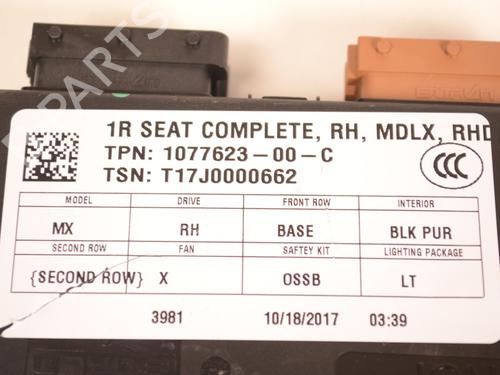 1R SEAT COMPLETE, RH, MDLX, RHD
TPN: 1077623-00-C
TSN: T17J0000662
CCC
MODEL DRIVE FRONT ROW INTERIOR
MX RH BASE BLK PUR
SECOND ROW FAN SAFTEY KIT LIGHTING PACKAGE
{SECOND ROW} X OSSB LT
3981 10/18/2017 03:39
PARTS